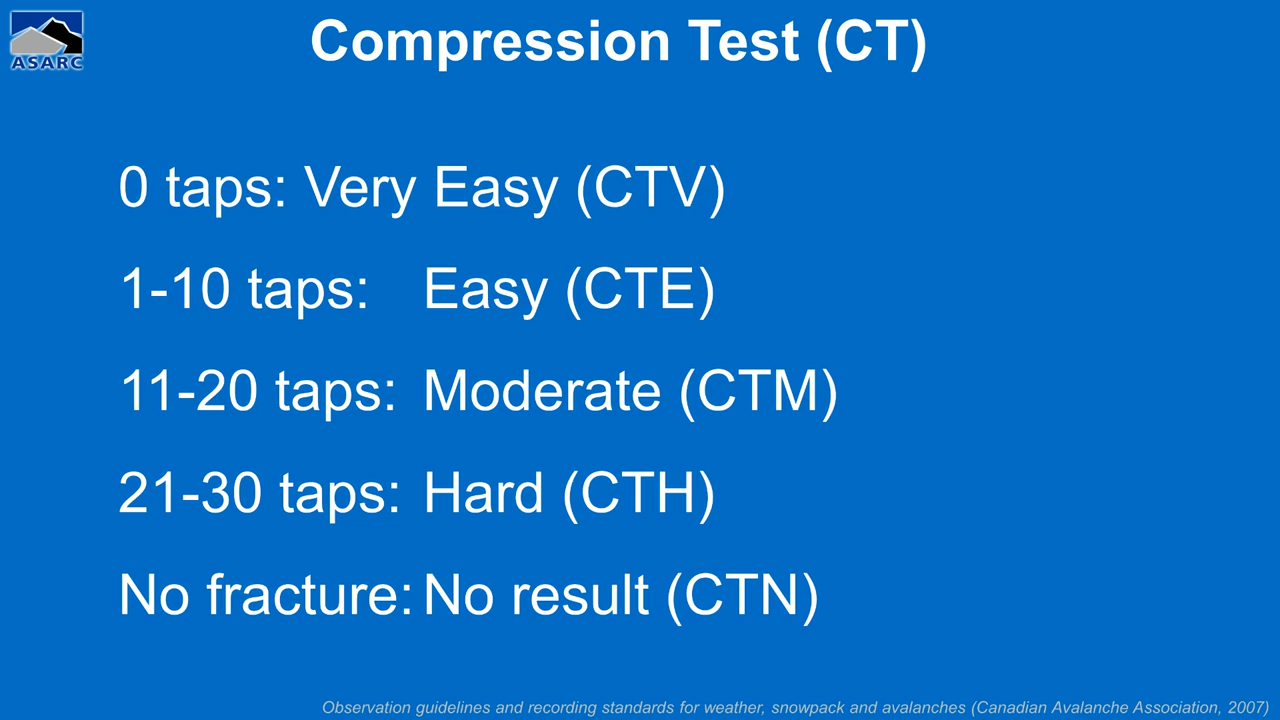 ASARC
Compression Test (CT)
0 taps: Very Easy (CTV)
1-10 taps: Easy (CTE)
11-20 taps: Moderate (CTM)
21-30 taps: Hard (CTH)
No fracture: No result (CTN)
Observation guidelines and recording standards for weather, snowpack and avalanches (Canadian Avalanche Association, 2007)